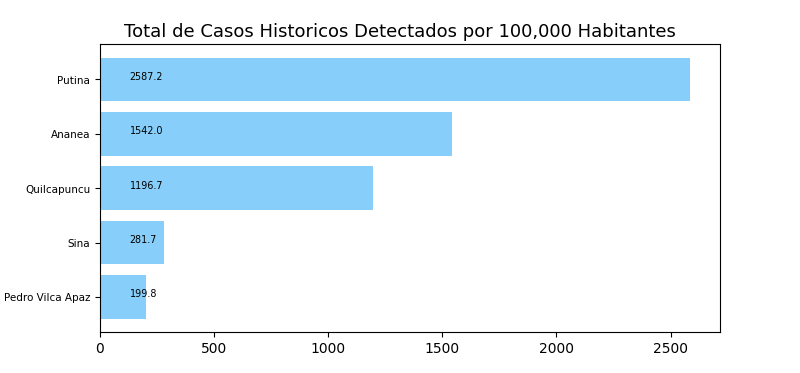 Total de Casos Historicos Detectados por 100,000 Habitantes
Putina 2587.2
Ananea 1542.0
Quilcapuncu 1196.7
Sina 281.7
Pedro Vilca Apaz 199.8
0 500 1000 1500 2000 2500